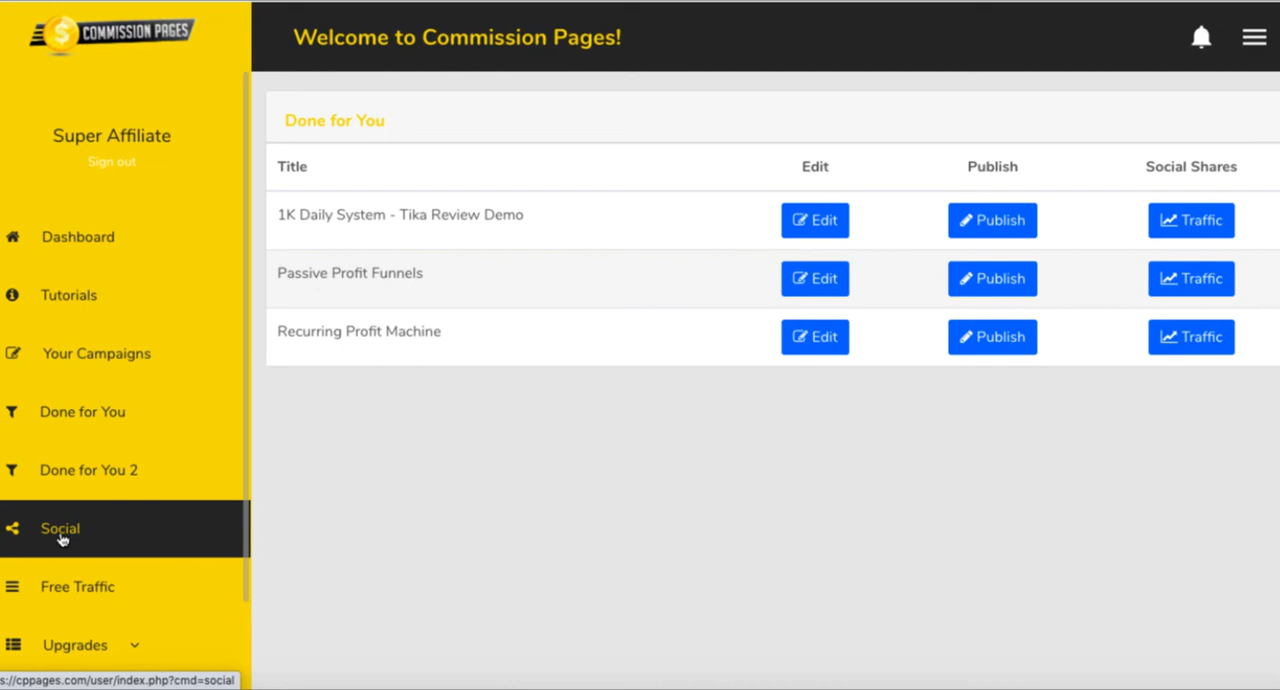 COMMISSION PAGES
Welcome to Commission Pages!
Super Affiliate
Sign out
Dashboard
Tutorials
Your Campaigns
Done for You
Done for You 2
Social
Free Traffic
Upgrades
s://cppages.com/user/index.php?cmd=social
Done for You
Title Edit Publish Social Shares
1K Daily System - Tika Review Demo Edit Publish Traffic
Passive Profit Funnels Edit Publish Traffic
Recurring Profit Machine Edit Publish Traffic